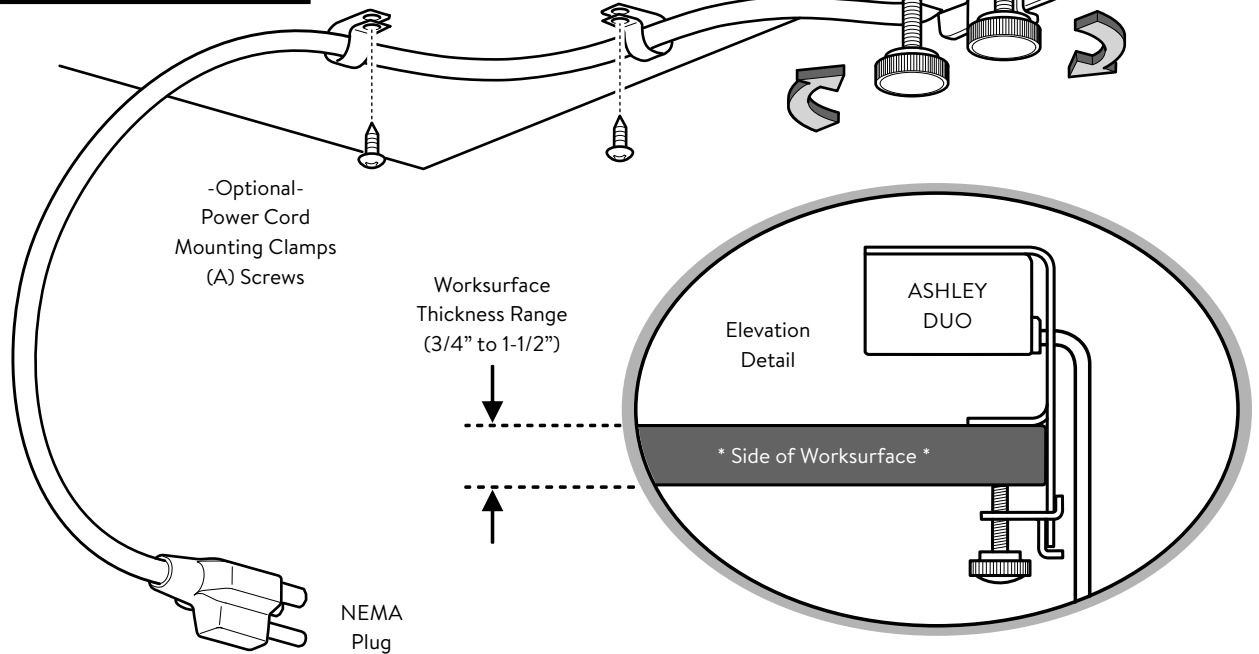 -Optional-
Power Cord
Mounting Clamps
(A) Screws
Worksurface
Thickness Range
(3/4” to 1-1/2”)
Elevation
Detail
ASHLEY
DUO
* Side of Worksurface *
NEMA
Plug